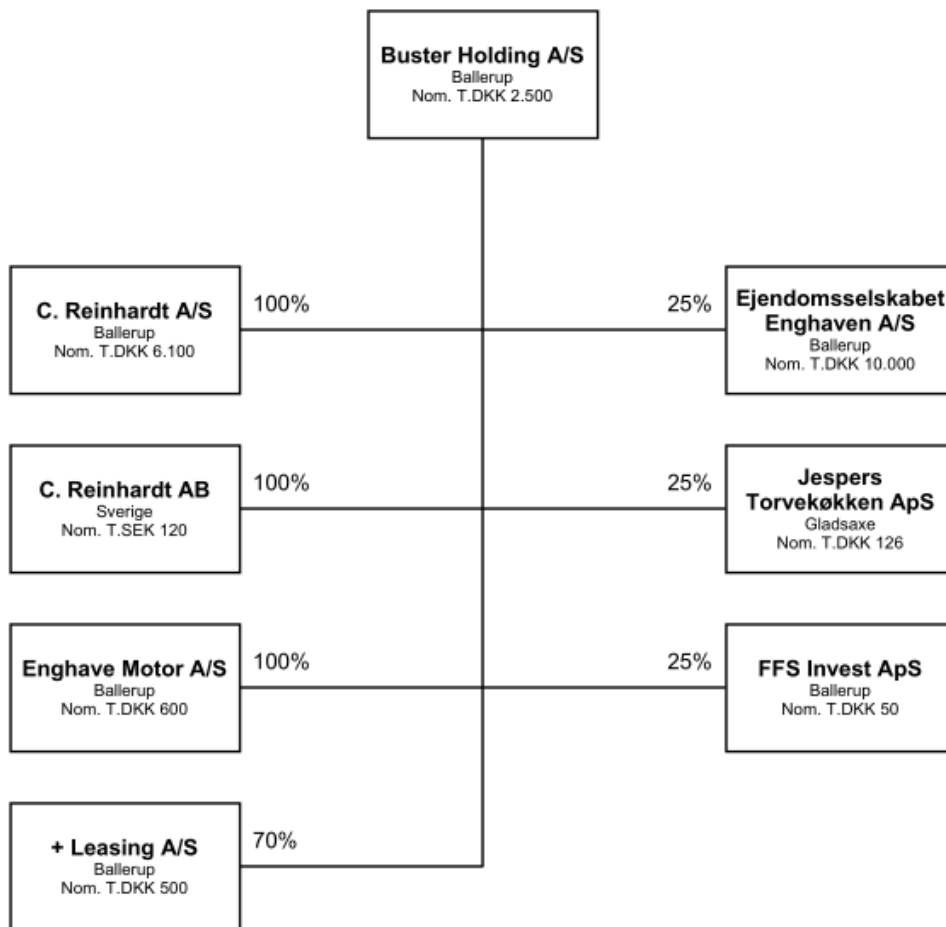 Buster Holding A/S
Ballerup
Nom. T.DKK 2.500
C. Reinhardt A/S
Ballerup
Nom. T.DKK 6.100
100%
25%
Ejendomsselskabet
Enghaven A/S
Ballerup
Nom. T.DKK 10.000
C. Reinhardt AB
Sverige
Nom. T.SEK 120
100%
25%
Jespers
Torvekøkken ApS
Gladsaxe
Nom. T.DKK 126
Enghave Motor A/S
Ballerup
Nom. T.DKK 600
100%
25%
FFS Invest ApS
Ballerup
Nom. T.DKK 50
+ Leasing A/S
Ballerup
Nom. T.DKK 500
70%